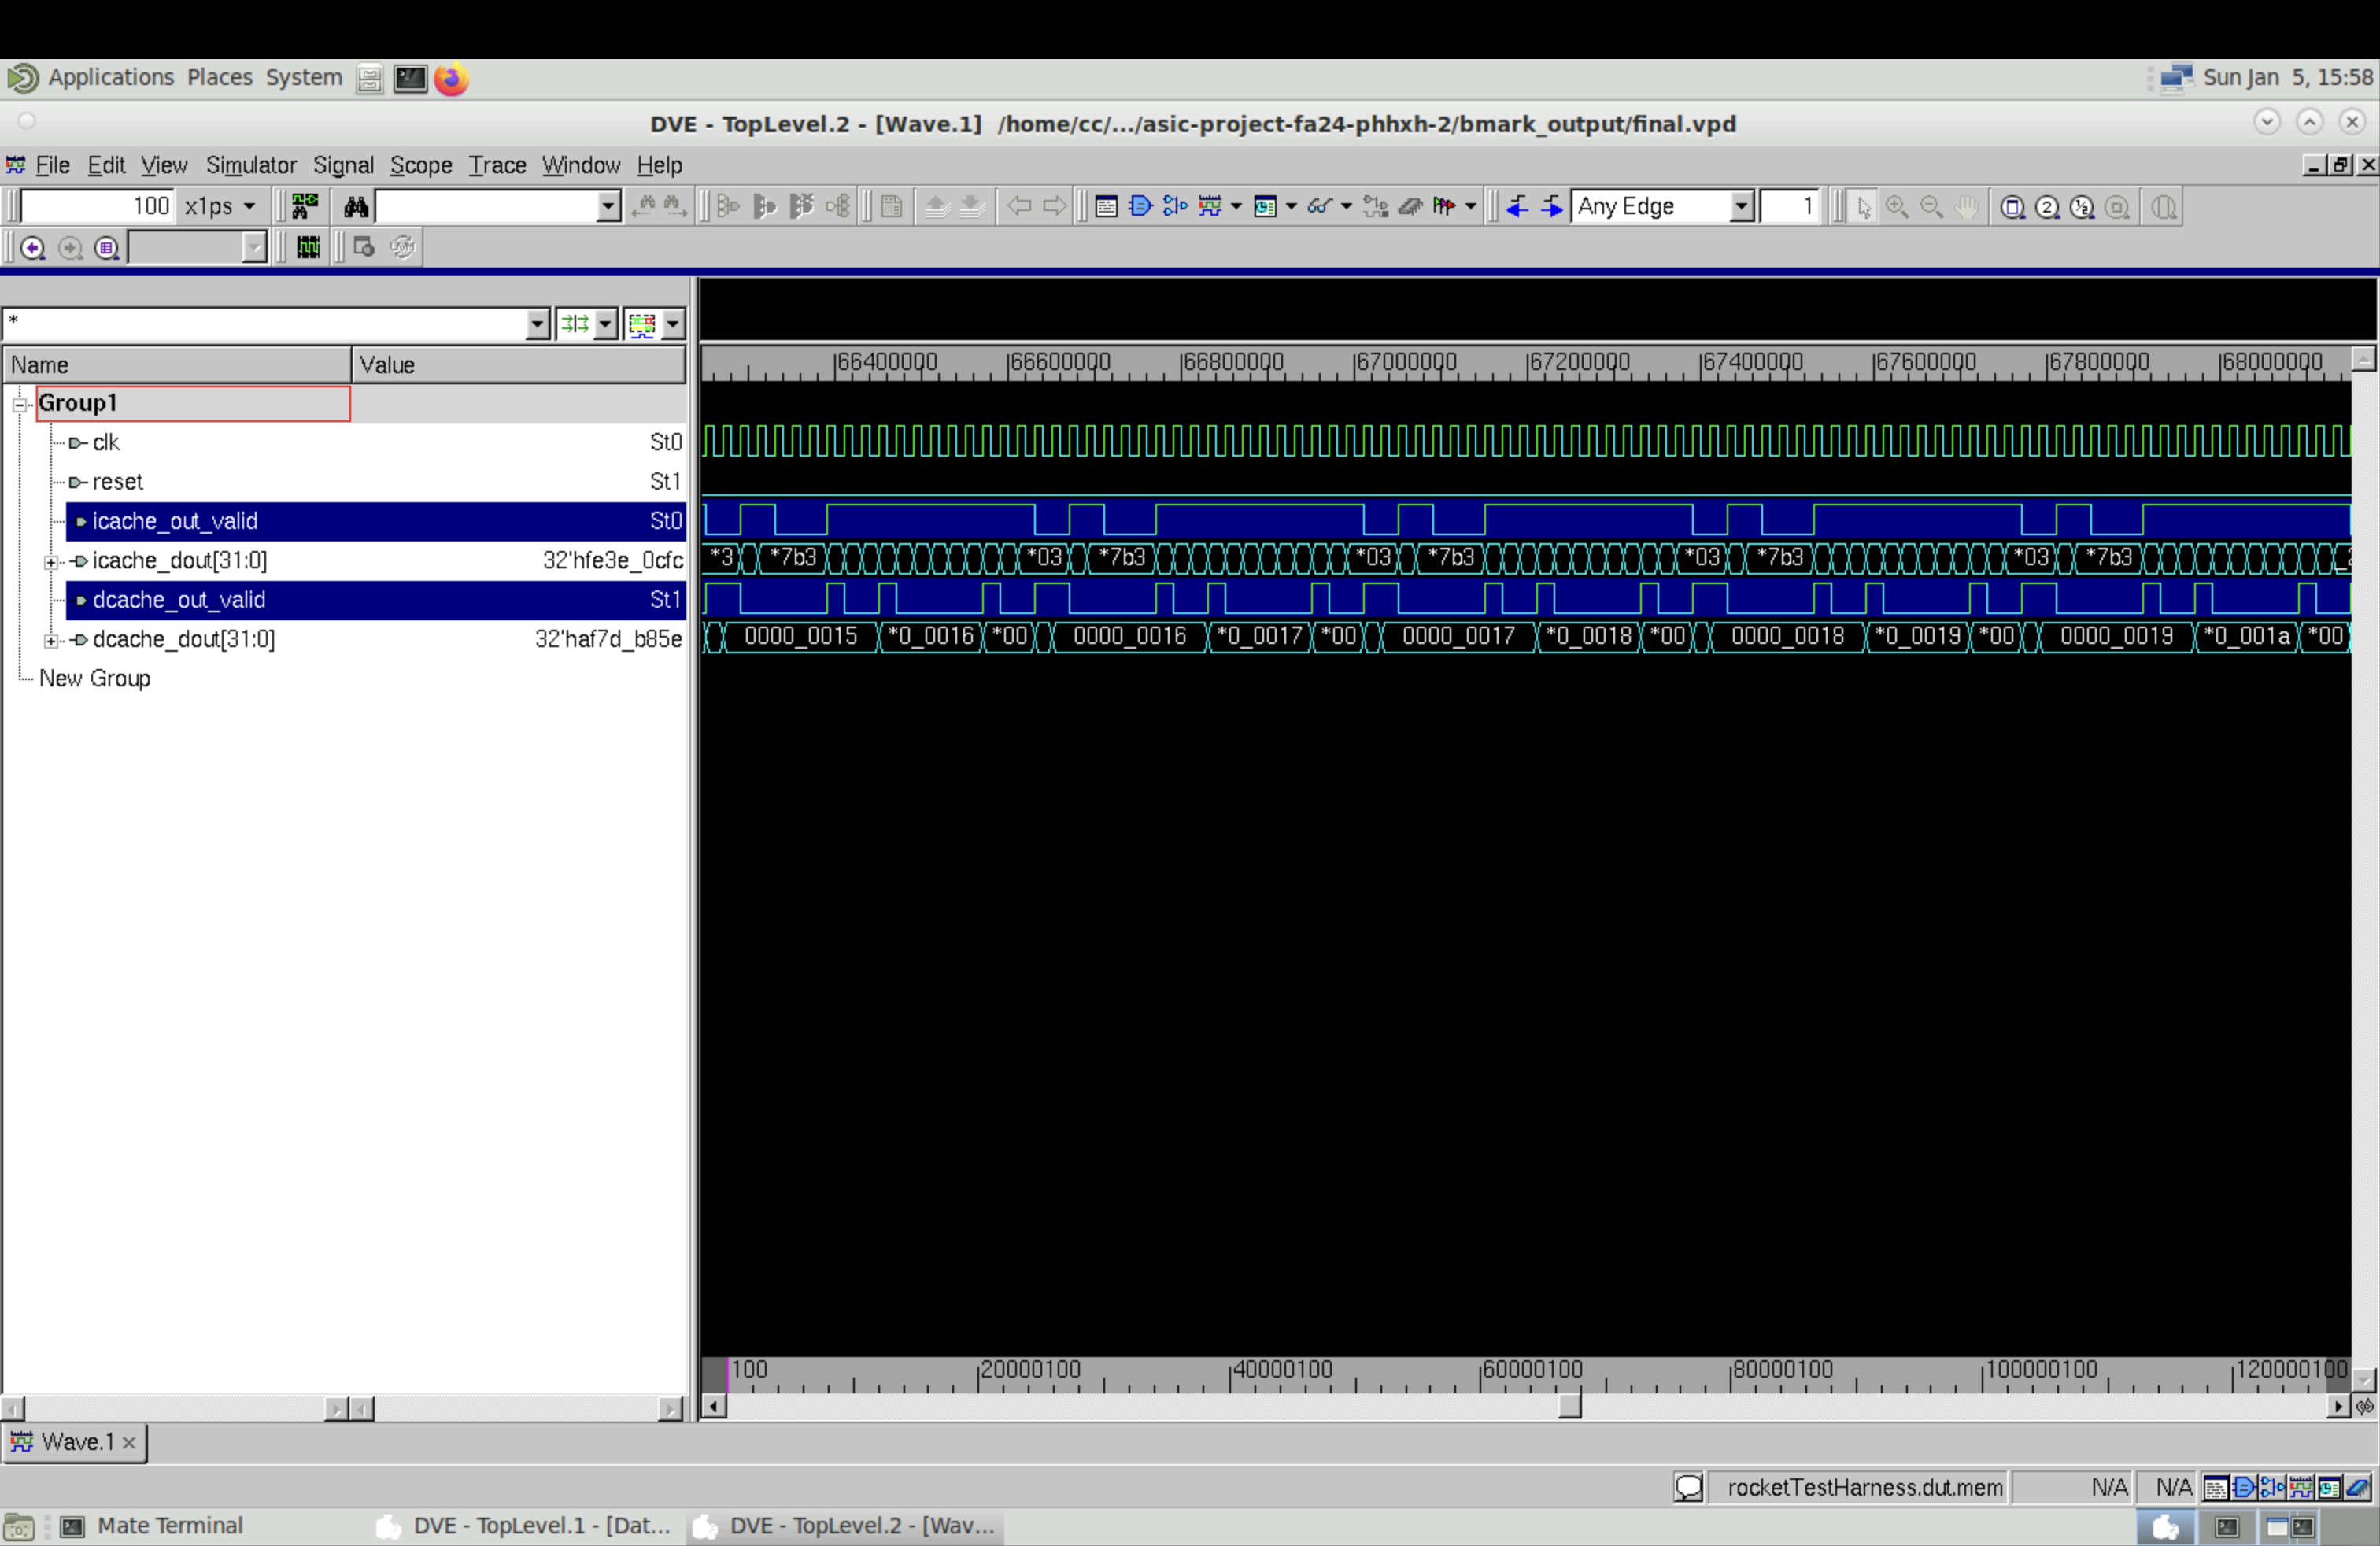 Applications Places System
Sun Jan 5, 15:58
DVE - TopLevel.2 - [Wave.1] /home/cc/.../asic-project-fa24-phhxh-2/bmark_output/final.vpd
File Edit View Simulator Signal Scope Trace Window Help
100 x1ps Any Edge 1
*
Name Value
66400000 66600000 66800000 67000000 67200000 67400000 67600000 67800000 68000000
Group1
clk St0
reset St1
icache_out_valid St0
icache_dout[31:0] 32'hfe3e_0cfc *3 *7b3 *03 *7b3 *03 *7b3 *03 *7b3 *03 *7b3
dcache_out_valid St1
dcache_dout[31:0] 32'haf7d_b85e 0000_0015 *0_0016 *00 0000_0016 *0_0017 *00 0000_0017 *0_0018 *00 0000_0018 *0_0019 *00 0000_0019 *0_001a *00
New Group
100 20000100 40000100 60000100 80000100 100000100 120000100
Wave.1
rocketTestHarness.dut.mem N/A N/A
Mate Terminal DVE - TopLevel.1 - [Dat... DVE - TopLevel.2 - [Wav...